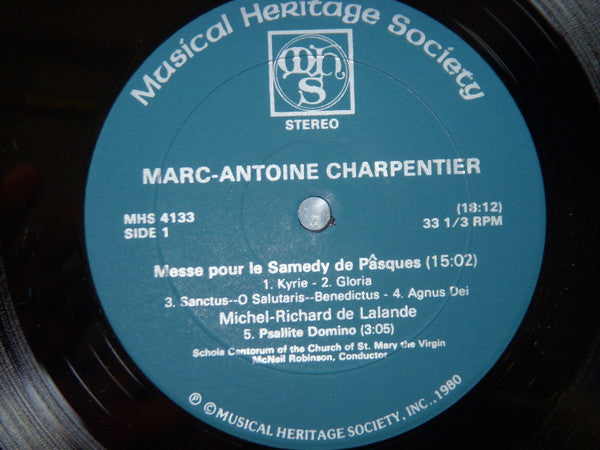 Musical Heritage Society
mhs
STEREO
MARC-ANTOINE CHARPENTIER
MHS 4133
SIDE 1
(18:12)
33 1/3 RPM
Messe pour le Samedy de Pâsques (15:02)
1. Kyrie - 2. Gloria
3. Sanctus--O Salutaris--Benedictus - 4. Agnus Dei
Michel-Richard de Lalande
5. Psallite Domino (3:05)
Schola Cantorum of the Church of St. Mary the Virgin
McNeil Robinson, Conductor
℗ © MUSICAL HERITAGE SOCIETY, INC., 1980